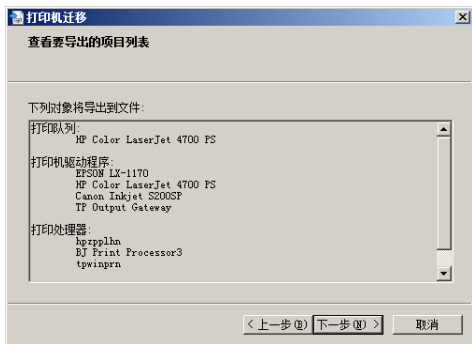 打印机迁移
查看要导出的项目列表
下列对象将导出到文件:
打印队列:
HP Color LaserJet 4700 PS
打印机驱动程序:
EPSON LX-1170
HP Color LaserJet 4700 PS
Canon Inkjet S200SP
TP Output Gateway
打印处理器:
hpzpplhn
BJ Print Processor3
tpwinprn
< 上一步(B) 下一步(N) > 取消